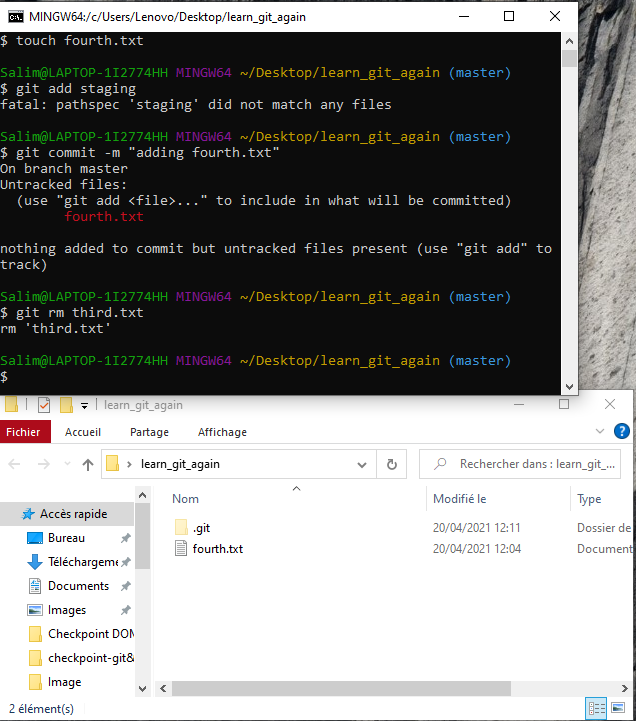 MINGW64:/c/Users/Lenovo/Desktop/learn_git_again
$ touch fourth.txt
Salim@LAPTOP-1I2774HH MINGW64 ~/Desktop/learn_git_again (master)
$ git add staging
fatal: pathspec 'staging' did not match any files
Salim@LAPTOP-1I2774HH MINGW64 ~/Desktop/learn_git_again (master)
$ git commit -m "adding fourth.txt"
On branch master
Untracked files:
(use "git add <file>..." to include in what will be committed)
fourth.txt
nothing added to commit but untracked files present (use "git add" to
track)
Salim@LAPTOP-1I2774HH MINGW64 ~/Desktop/learn_git_again (master)
$ git rm third.txt
rm 'third.txt'
Salim@LAPTOP-1I2774HH MINGW64 ~/Desktop/learn_git_again (master)
$
learn_git_again
Fichier Accueil Partage Affichage
learn_git_again Rechercher dans : learn_git_...
Nom Modifié le Type
Accès rapide
Bureau
Téléchargeme
Documents
Images
Checkpoint DOM
checkpoint-git&
Image
.git 20/04/2021 12:11 Dossier de
fourth.txt 20/04/2021 12:04 Document
2 élément(s)